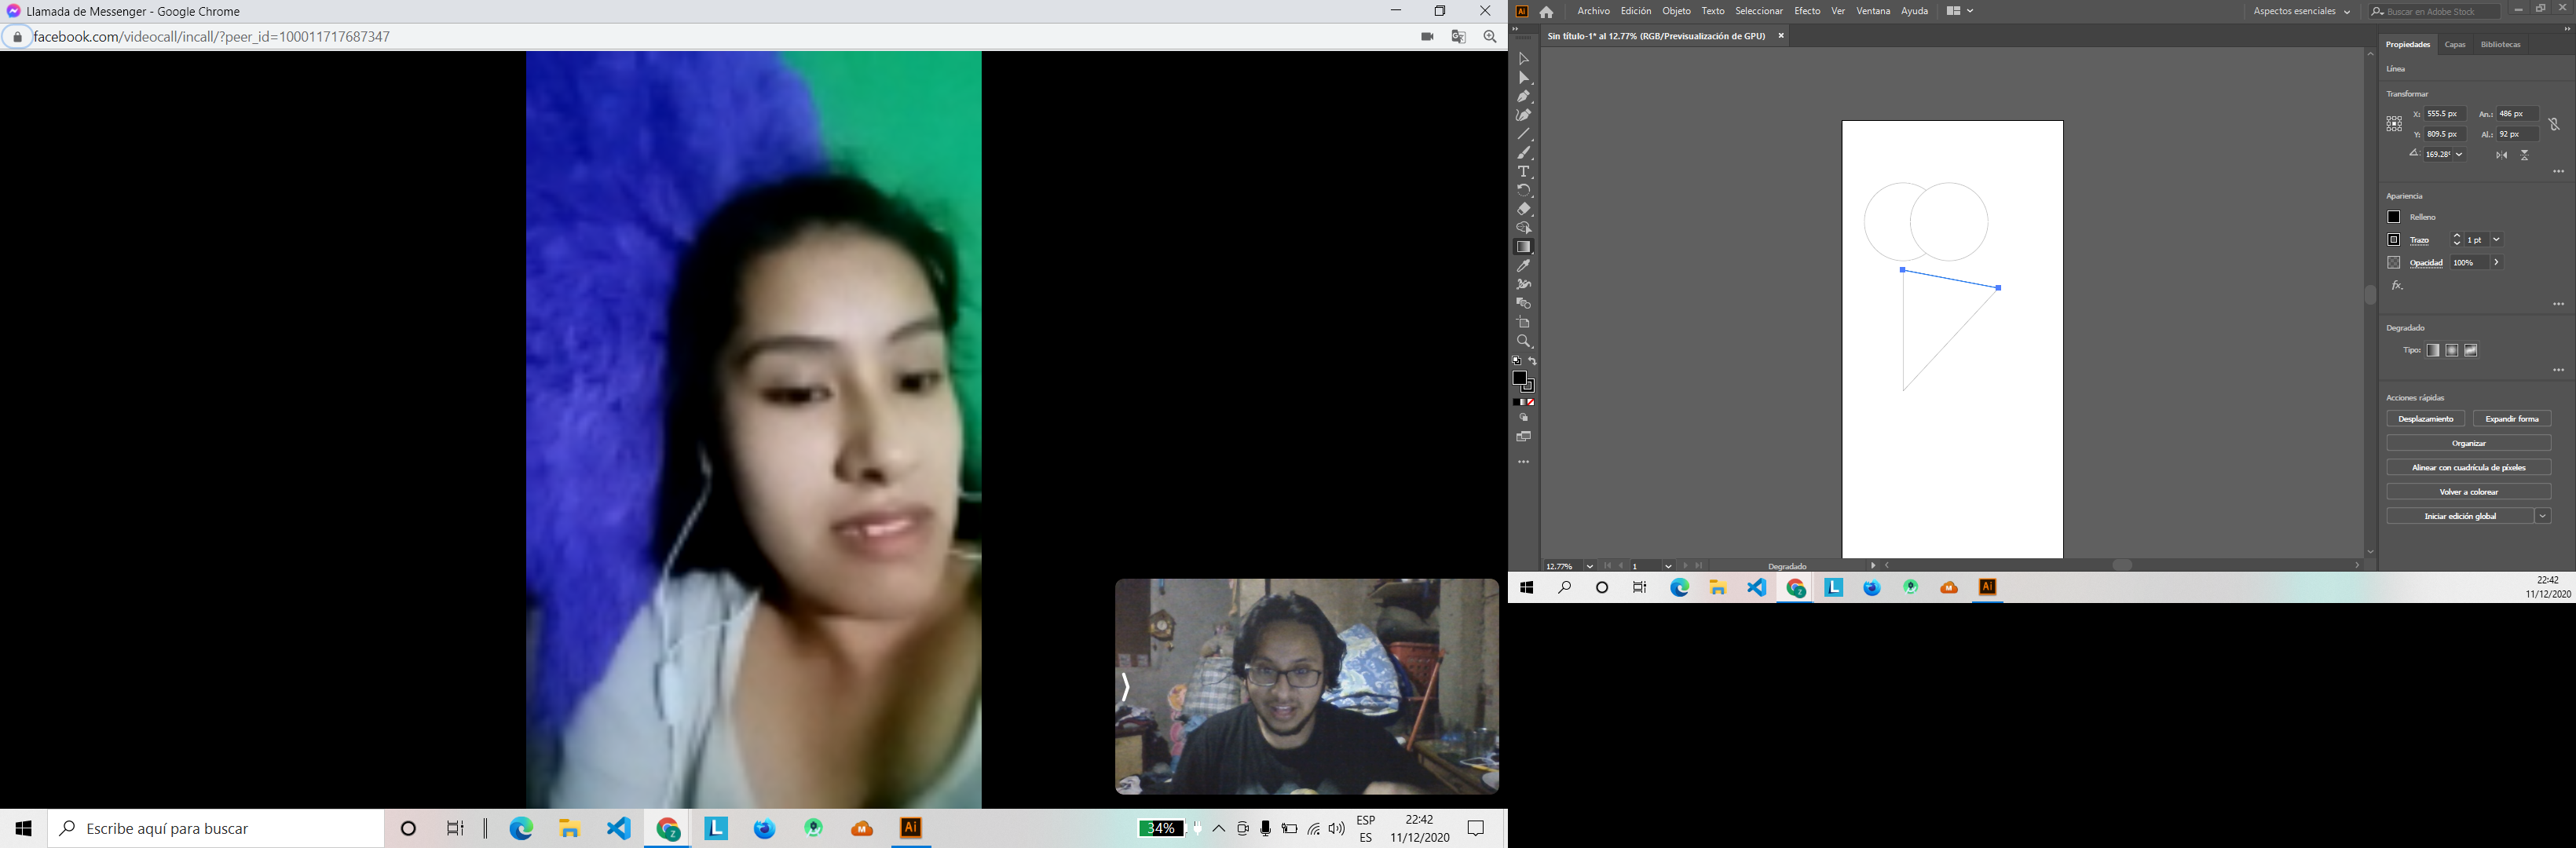 Llamada de Messenger - Google Chrome
facebook.com/videocall/incall/?peer_id=100011717687347
Escribe aquí para buscar
34%
ESP
ES
22:42
11/12/2020
Ai
Archivo Edición Objeto Texto Seleccionar Efecto Ver Ventana Ayuda
Aspectos esenciales
Buscar en Adobe Stock
Sin título-1* al 12.77% (RGB/Previsualización de GPU)
Propiedades Capas Bibliotecas
Línea
Transformar
X: 555.5 px An.: 486 px
Y: 809.5 px Al.: 92 px
169.28°
Apariencia
Relleno
Trazo 1 pt
Opacidad 100%
fx.
Degradado
Tipo:
Acciones rápidas
Desplazamiento Expandir forma
Organizar
Alinear con cuadrícula de píxeles
Volver a colorear
Iniciar edición global
12.77% 1 Degradado
22:42
11/12/2020